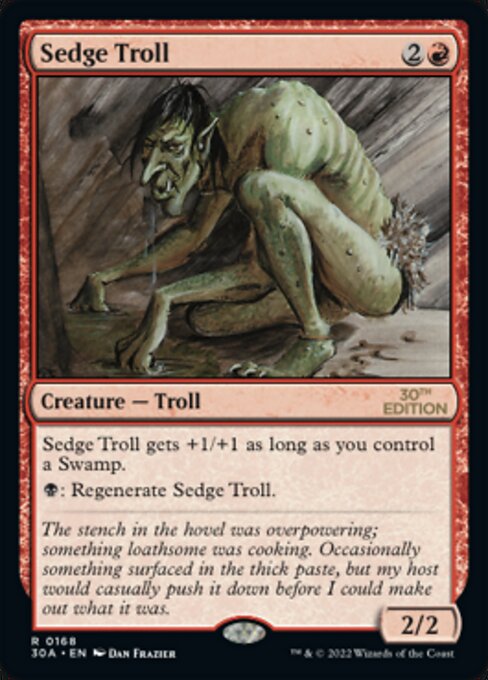 Sedge Troll 2
Creature — Troll
30TH
EDITION
Sedge Troll gets +1/+1 as long as you control
a Swamp.
: Regenerate Sedge Troll.
The stench in the hovel was overpowering;
something loathsome was cooking. Occasionally
something surfaced in the thick paste, but my host
would casually push it down before I could make
out what it was.
2/2
R 0168
30A • EN Dan Frazier
™ & © 2022 Wizards of the Coast